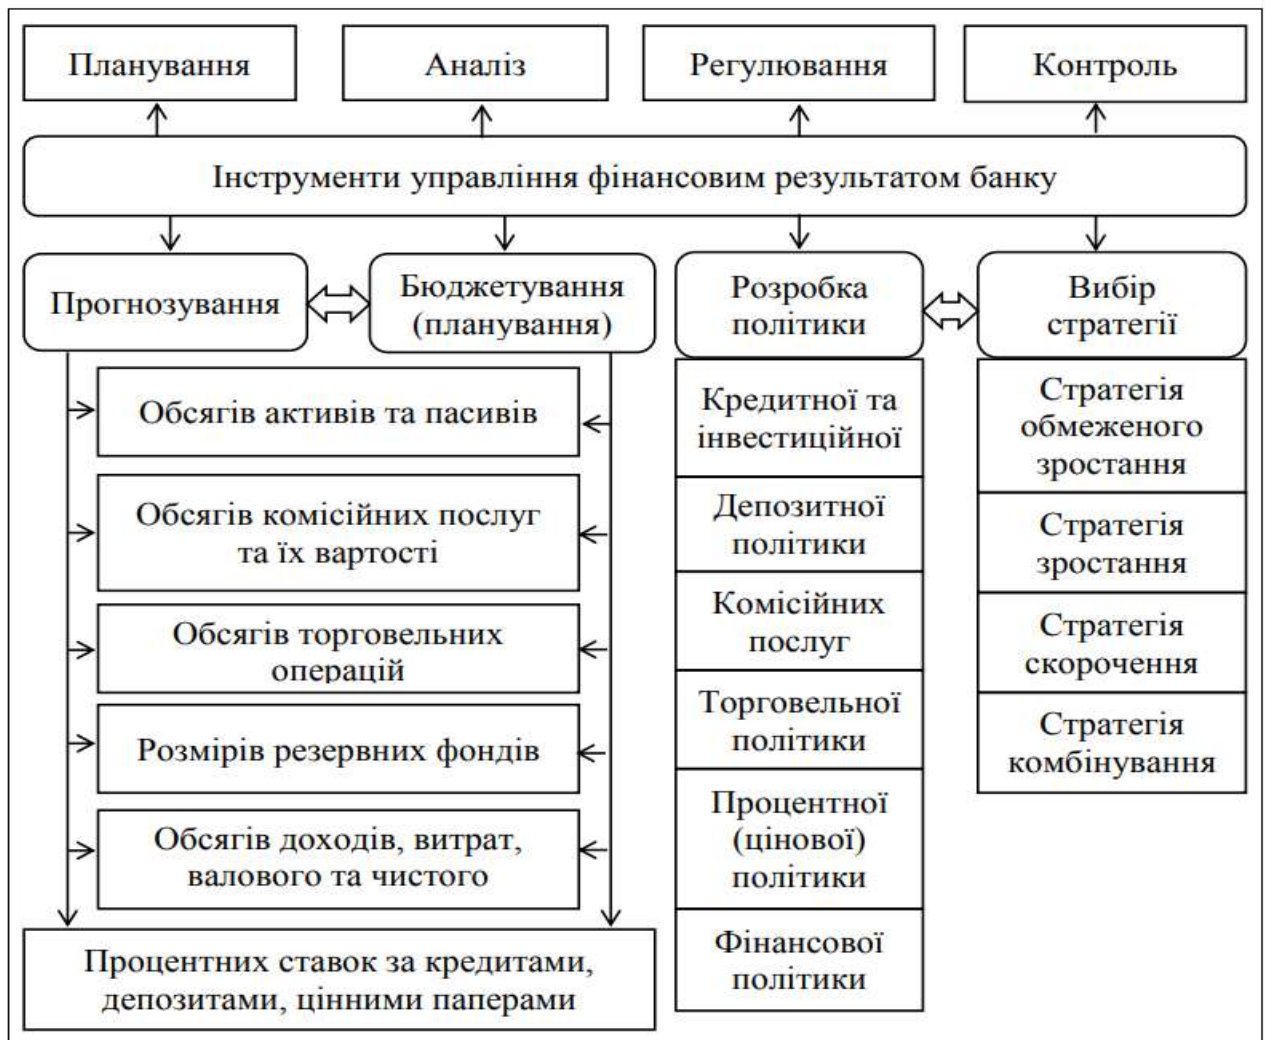 Планування
Аналіз
Регулювання
Контроль
Інструменти управління фінансовим результатом банку
Прогнозування
Бюджетування
(планування)
Розробка
політики
Вибір
стратегії
Обсягів активів та пасивів
Обсягів комісійних послуг
та їх вартості
Обсягів торговельних
операцій
Розмірів резервних фондів
Обсягів доходів, витрат,
валового та чистого
Процентних ставок за кредитами,
депозитами, цінними паперами
Кредитної та
інвестиційної
Депозитної
політики
Комісійних
послуг
Торговельної
політики
Процентної
(цінової)
політики
Фінансової
політики
Стратегія
обмеженого
зростання
Стратегія
зростання
Стратегія
скорочення
Стратегія
комбінування